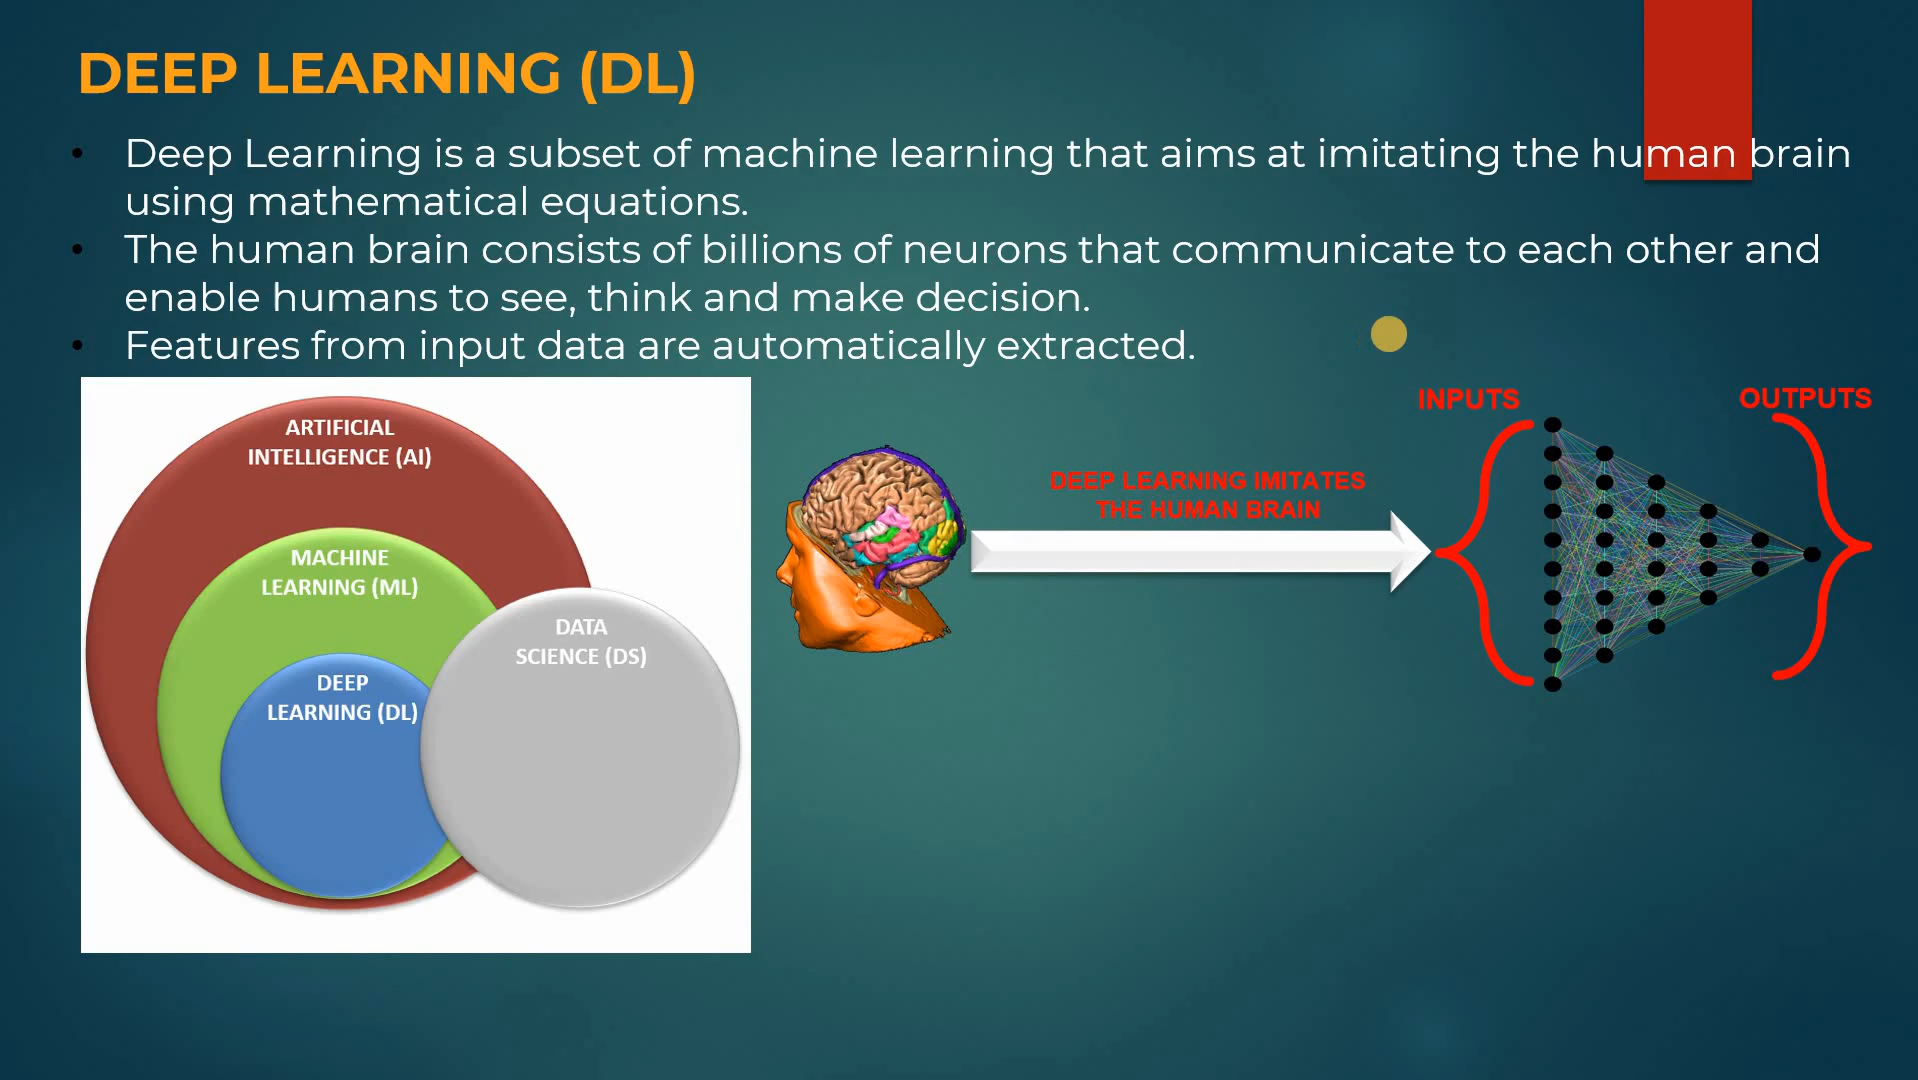 DEEP LEARNING (DL)
• Deep Learning is a subset of machine learning that aims at imitating the human brain
using mathematical equations.
• The human brain consists of billions of neurons that communicate to each other and
enable humans to see, think and make decision.
• Features from input data are automatically extracted.
ARTIFICIAL
INTELLIGENCE (AI)
MACHINE
LEARNING (ML)
DEEP
LEARNING (DL)
DATA
SCIENCE (DS)
DEEP LEARNING IMITATES
THE HUMAN BRAIN
INPUTS
OUTPUTS